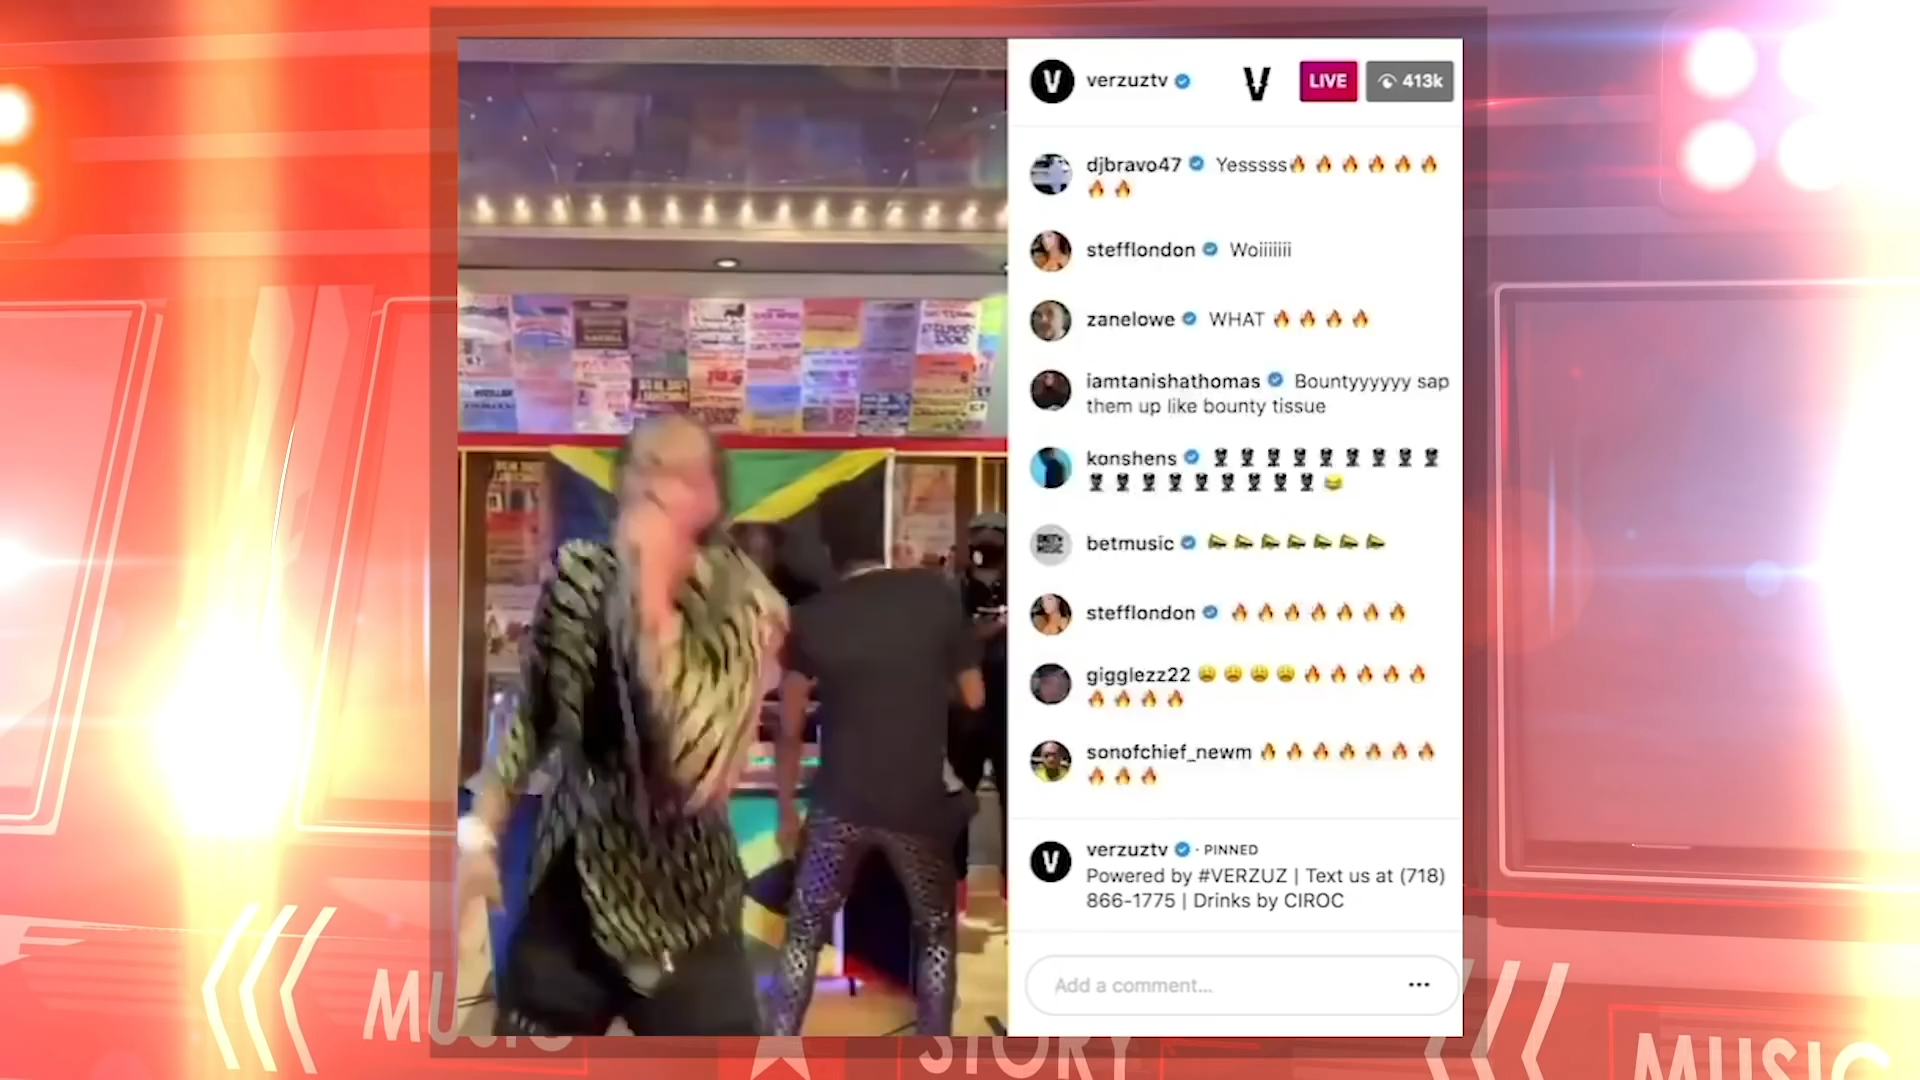 verzuztv V LIVE 413k
djbravo47 Yesssss🔥🔥🔥🔥🔥🔥
🔥🔥
stefflondon Woiiiiiii
zanelowe WHAT 🔥🔥🔥🔥
iamtanishathomas Bountyyyyyy sap
them up like bounty tissue
konshens
😂
betmusic
stefflondon 🔥🔥🔥🔥🔥🔥🔥
gigglezz22 😩😩😩😩🔥🔥🔥🔥🔥
🔥🔥🔥🔥
sonofchief_newm 🔥🔥🔥🔥🔥🔥🔥
🔥🔥🔥
verzuztv · PINNED
Powered by #VERZUZ | Text us at (718)
866-1775 | Drinks by CIROC
Add a comment...
MUSIC STORY MUSIC